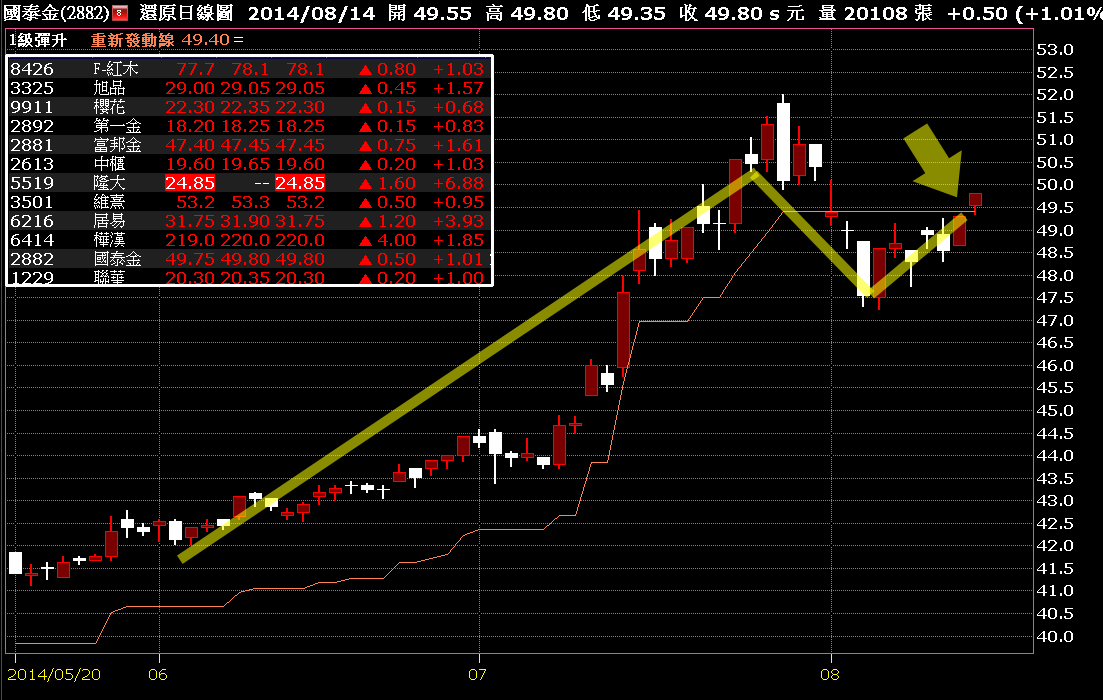 國泰金(2882) 8 還原日線圖 2014/08/14 開 49.55 高 49.80 低 49.35 收 49.80 s 元 量 20108 張 +0.50 (+1.01%
1級彈升 重新發動線 49.40 =
8426 F-紅木 77.7 78.1 78.1 ▲ 0.80 +1.03
3325 旭品 29.00 29.05 29.05 ▲ 0.45 +1.57
9911 櫻花 22.30 22.35 22.30 ▲ 0.15 +0.68
2892 第一金 18.20 18.25 18.25 ▲ 0.15 +0.83
2881 富邦金 47.40 47.45 47.45 ▲ 0.75 +1.61
2613 中櫃 19.60 19.65 19.60 ▲ 0.20 +1.03
5519 隆大 24.85 -- 24.85 ▲ 1.60 +6.88
3501 維熹 53.2 53.3 53.2 ▲ 0.50 +0.95
6216 居易 31.75 31.90 31.75 ▲ 1.20 +3.93
6414 樺漢 219.0 220.0 220.0 ▲ 4.00 +1.85
2882 國泰金 49.75 49.80 49.80 ▲ 0.50 +1.01
1229 聯華 20.30 20.35 20.30 ▲ 0.20 +1.00
53.0
52.5
52.0
51.5
51.0
50.5
50.0
49.5
49.0
48.5
48.0
47.5
47.0
46.5
46.0
45.5
45.0
44.5
44.0
43.5
43.0
42.5
42.0
41.5
41.0
40.5
40.0
2014/05/20 06 07 08